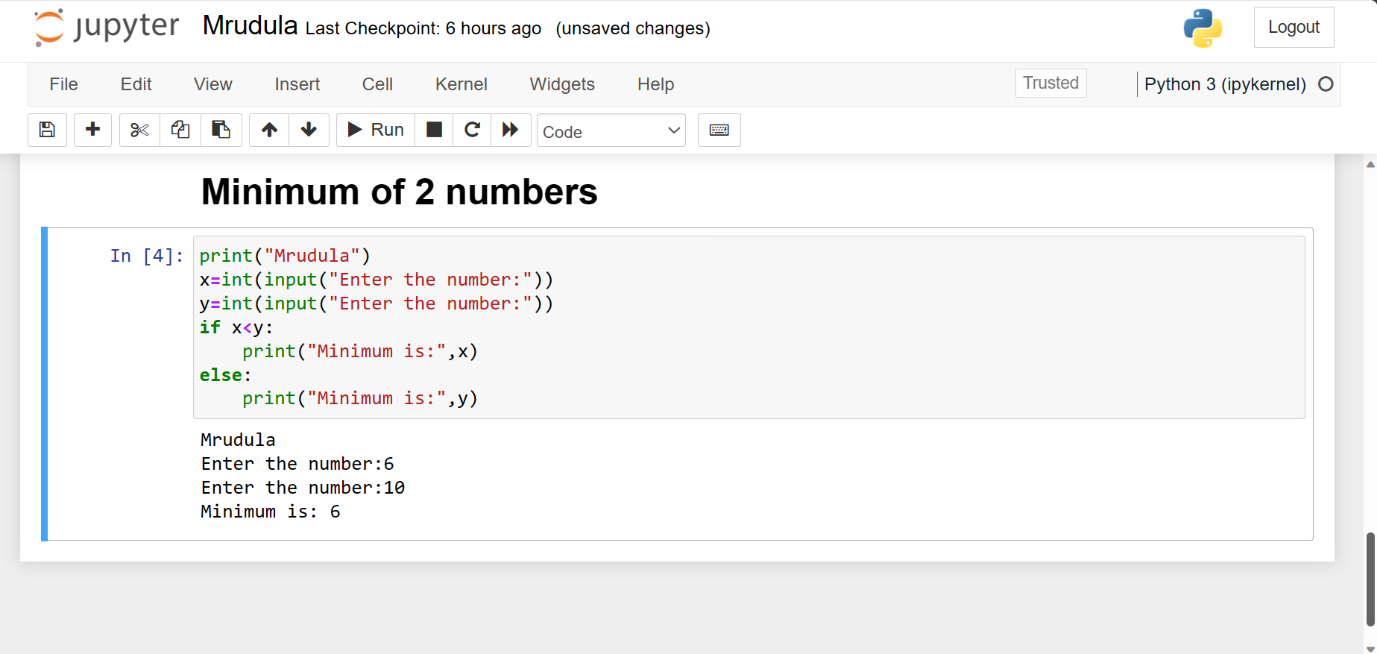 jupyter Mrudula Last Checkpoint: 6 hours ago (unsaved changes) Logout
File Edit View Insert Cell Kernel Widgets Help Trusted Python 3 (ipykernel)
Run Code
Minimum of 2 numbers
In [4]: print("Mrudula")
x=int(input("Enter the number:"))
y=int(input("Enter the number:"))
if x<y:
    print("Minimum is:",x)
else:
    print("Minimum is:",y)
Mrudula
Enter the number:6
Enter the number:10
Minimum is: 6